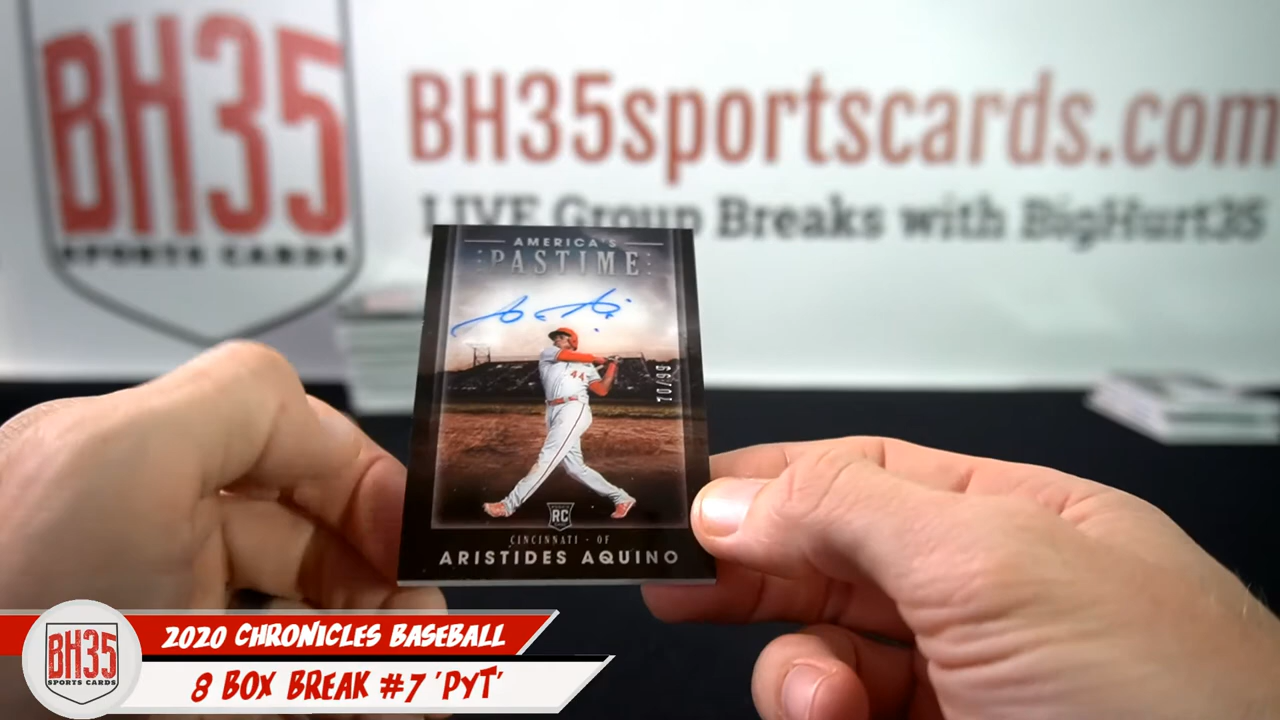 BH35
SPORTS CARDS
BH35sportscards.com
LIVE Group Breaks with BigHurt35
AMERICA'S
PASTIME
44
70/99
RC
CINCINNATI · OF
ARISTIDES AQUINO
BH35
SPORTS CARDS
2020 CHRONICLES BASEBALL
8 BOX BREAK #7 'PYT'